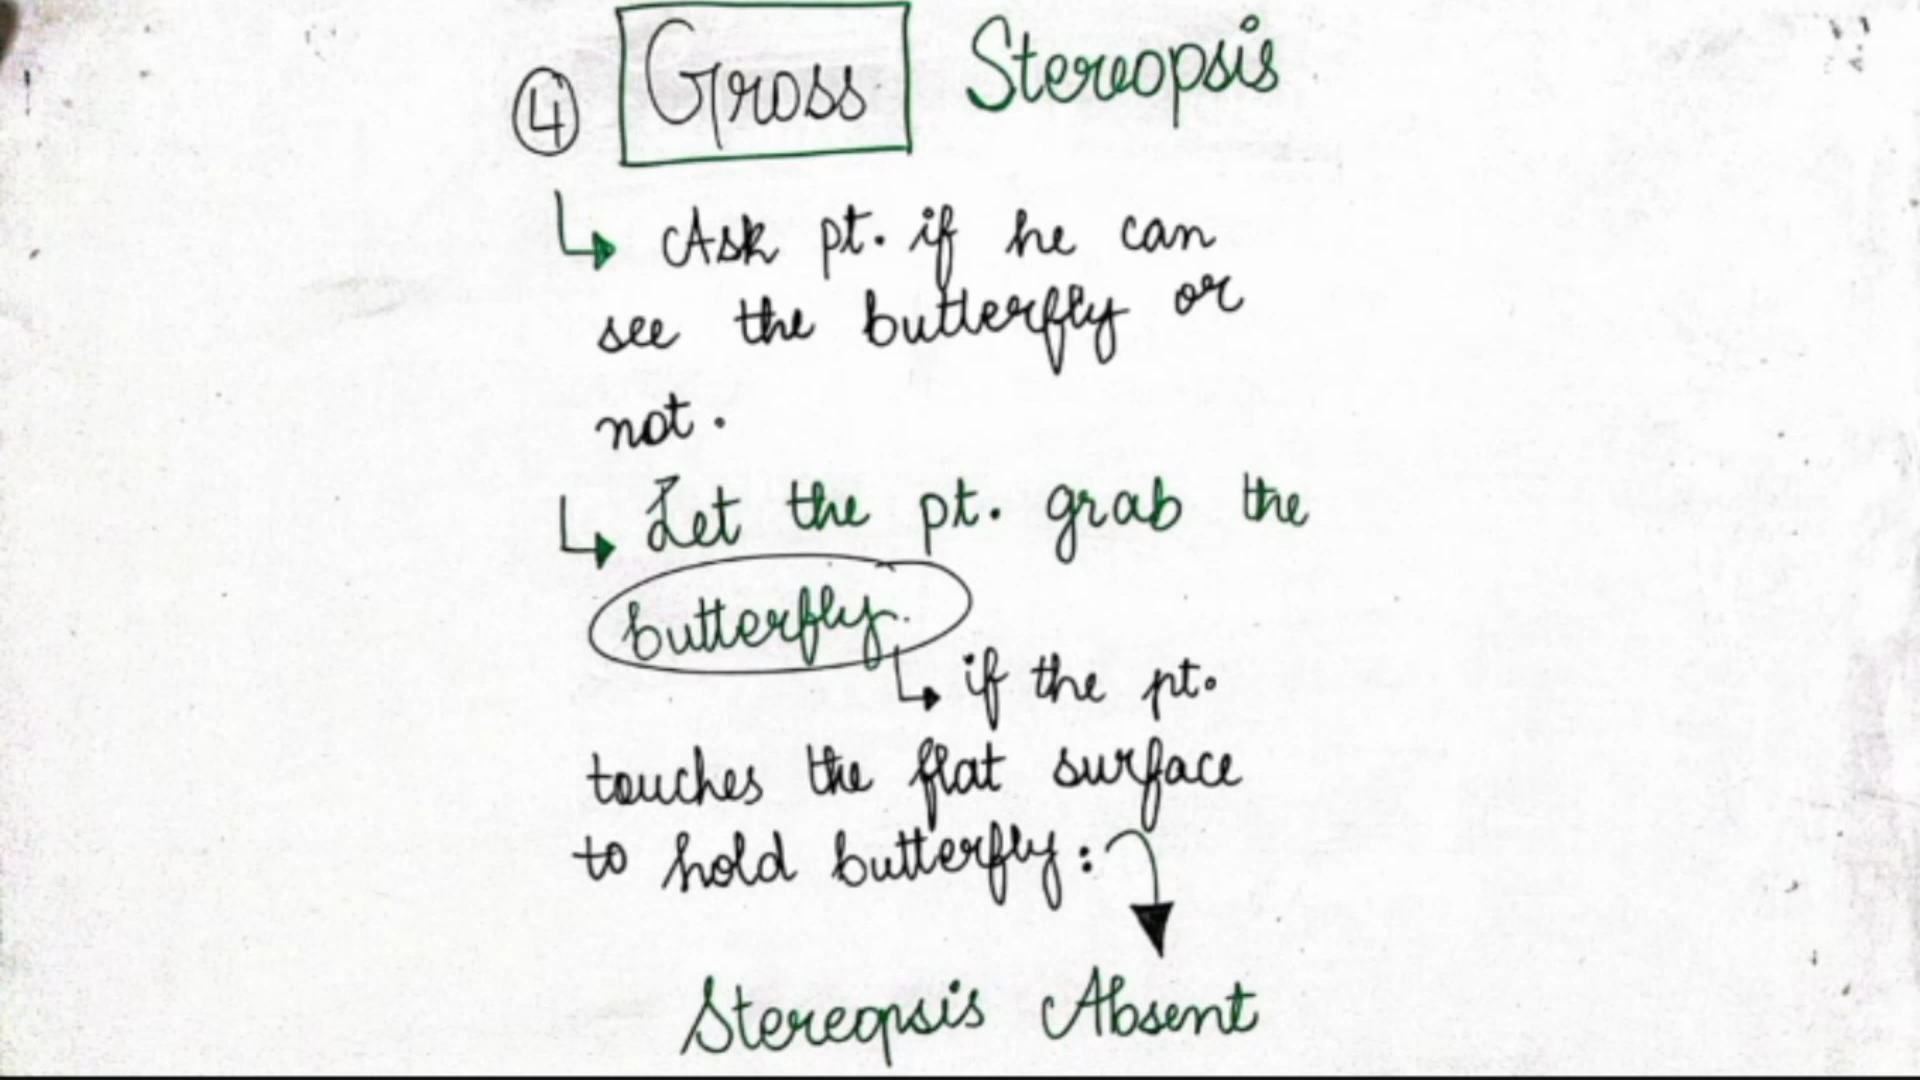 ④ Gross Stereopsis
↳ Ask pt. if he can
see the butterfly or
not.
↳ Let the pt. grab the
butterfly.
↳ if the pt.
touches the flat surface
to hold butterfly:
Stereopsis Absent